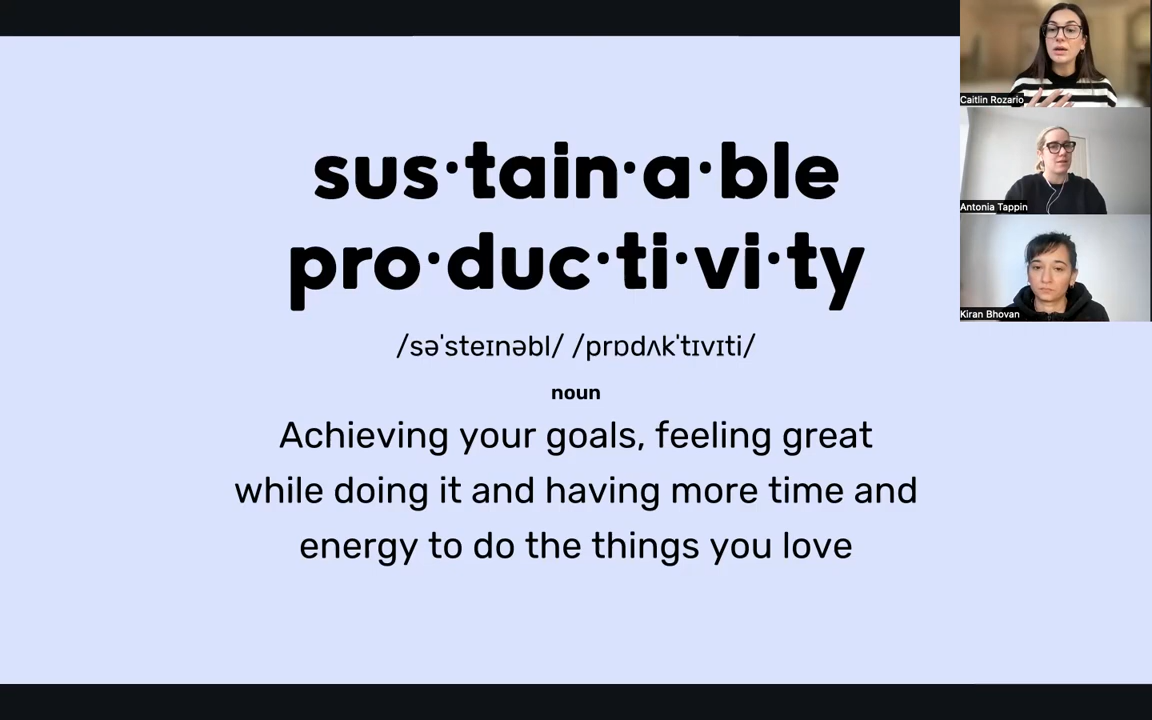 sus·tain·a·ble
pro·duc·ti·vi·ty
/səˈsteɪnəbl/ /prɒdʌkˈtɪvɪti/
noun
Achieving your goals, feeling great
while doing it and having more time and
energy to do the things you love
Caitlin Rozario
Antonia Tappin
Kiran Bhovan